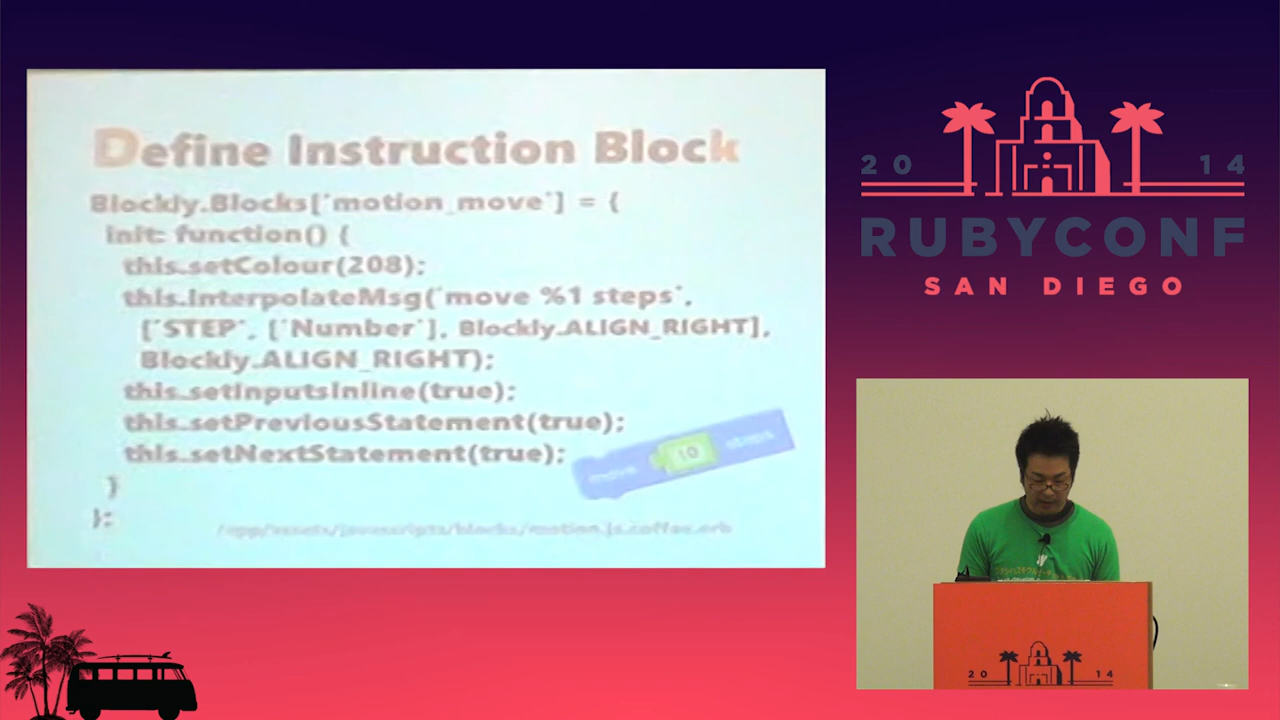 Define Instruction Block
Blockly.Blocks['motion_move'] = {
init: function() {
this.setColour(208);
this.interpolateMsg('move %1 steps',
['STEP', ['Number'], Blockly.ALIGN_RIGHT],
Blockly.ALIGN_RIGHT);
this.setInputsInline(true);
this.setPreviousStatement(true);
this.setNextStatement(true);
move 10 steps
}
};
/app/assets/javascripts/blocks/motion.js.coffee.erb
20 14
RUBYCONF
SAN DIEGO
20 14